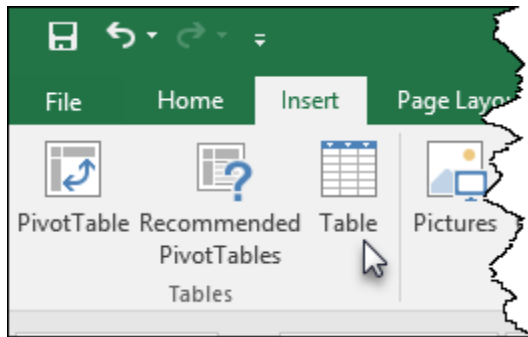 File Home Insert Page Layo
PivotTable Recommended Table Pictures
PivotTables
Tables